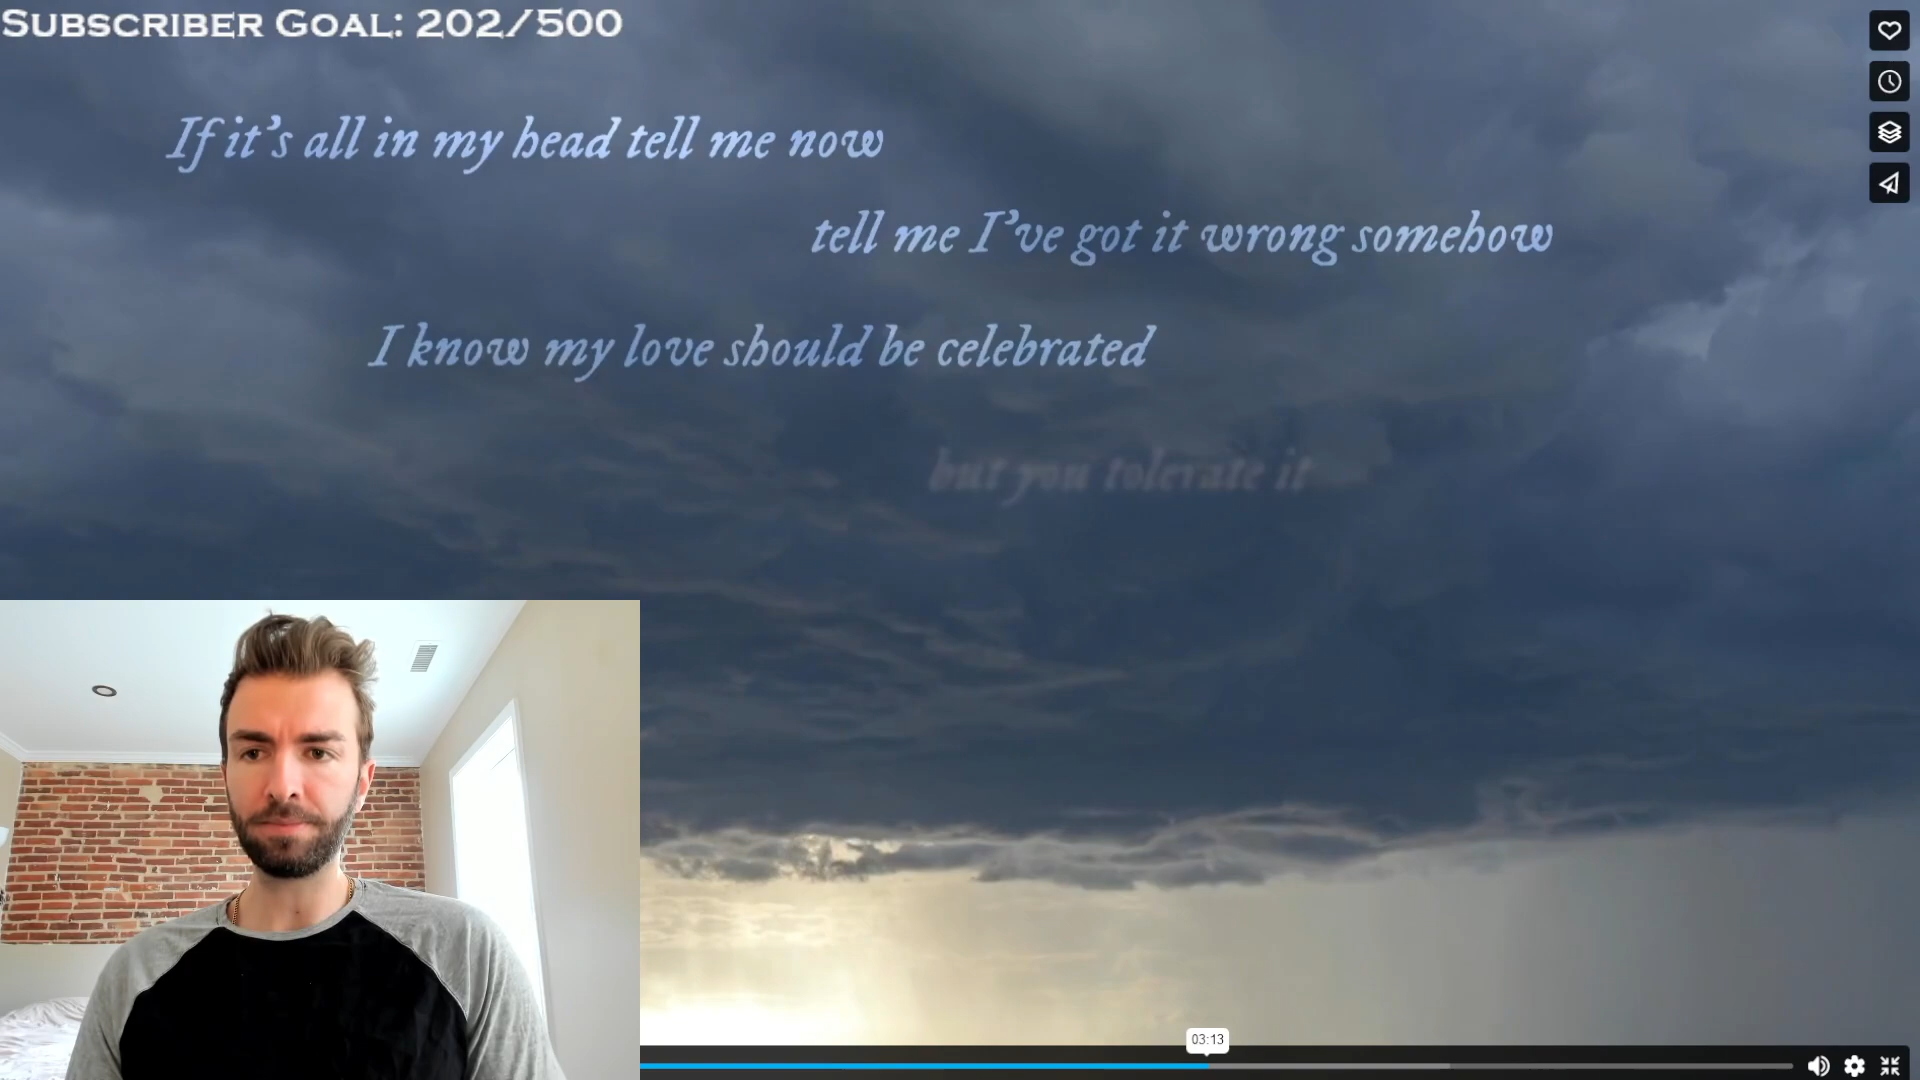 Subscriber Goal: 202/500
If it's all in my head tell me now
tell me I've got it wrong somehow
I know my love should be celebrated
but you tolerate it
03:13